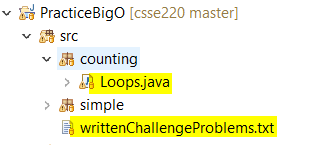 PracticeBigO [csse220 master]
src
counting
Loops.java
simple
writtenChallengeProblems.txt